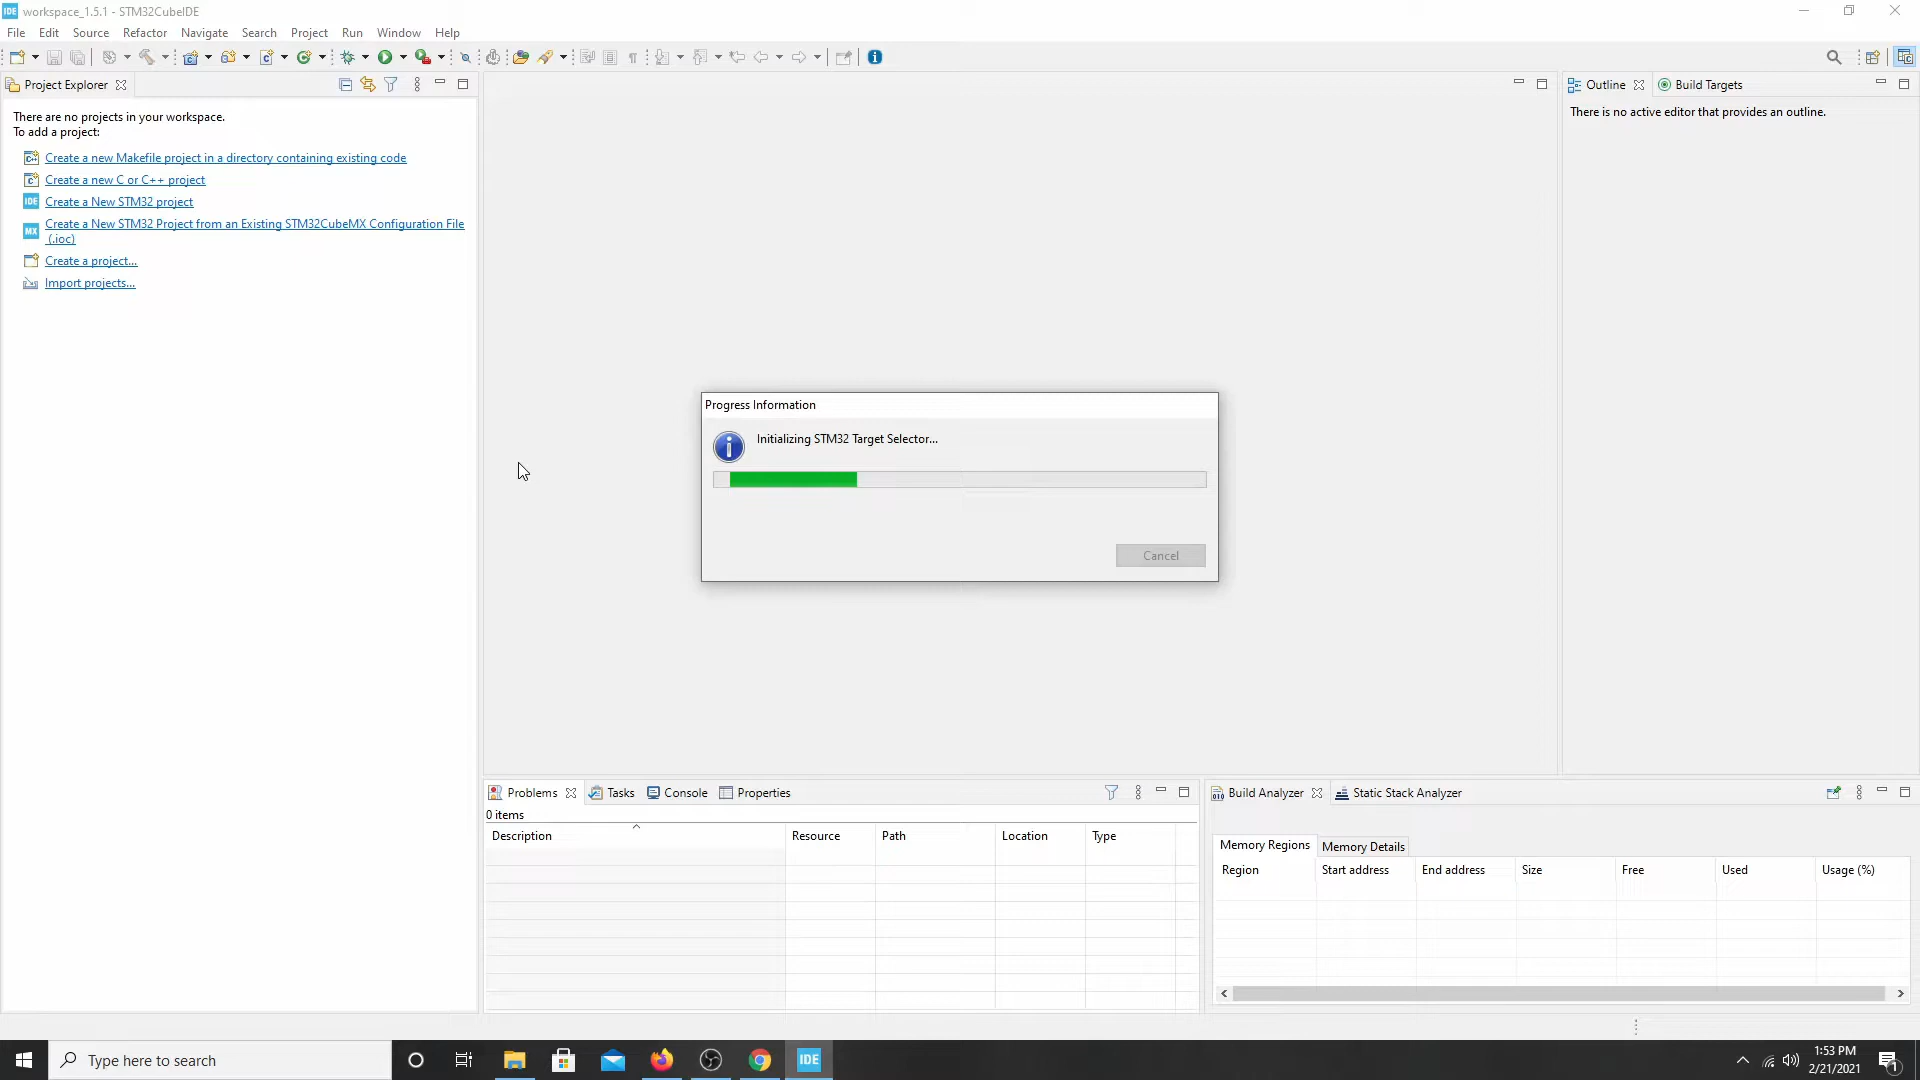 IDE workspace_1.5.1 - STM32CubeIDE
File Edit Source Refactor Navigate Search Project Run Window Help
Project Explorer
There are no projects in your workspace.
To add a project:
Create a new Makefile project in a directory containing existing code
Create a new C or C++ project
IDE Create a New STM32 project
MX Create a New STM32 Project from an Existing STM32CubeMX Configuration File
(.ioc)
Create a project...
Import projects...
Progress Information
Initializing STM32 Target Selector...
Cancel
Outline Build Targets
There is no active editor that provides an outline.
Problems Tasks Console Properties
0 items
Description Resource Path Location Type
Build Analyzer Static Stack Analyzer
Memory Regions Memory Details
Region Start address End address Size Free Used Usage (%)
Type here to search
IDE
1:53 PM
2/21/2021
1